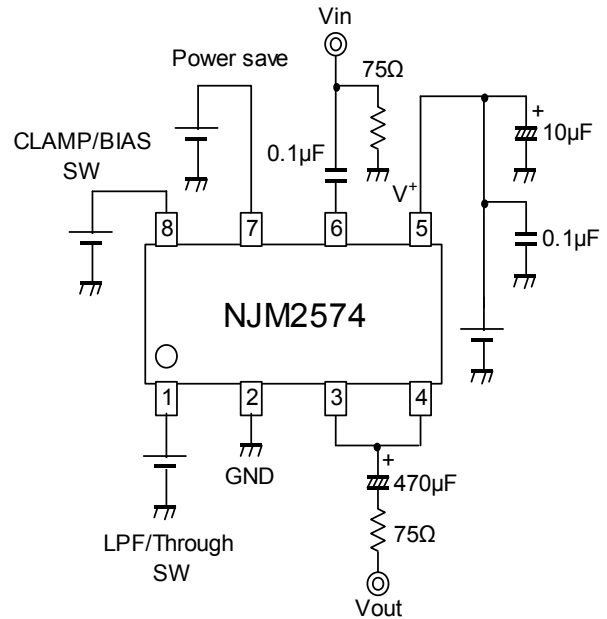 Vin
Power save
75Ω
CLAMP/BIAS
SW
0.1µF
V+
+
10µF
0.1µF
8
7
6
5
NJM2574
1
2
3
4
GND
+
470µF
75Ω
LPF/Through
SW
Vout